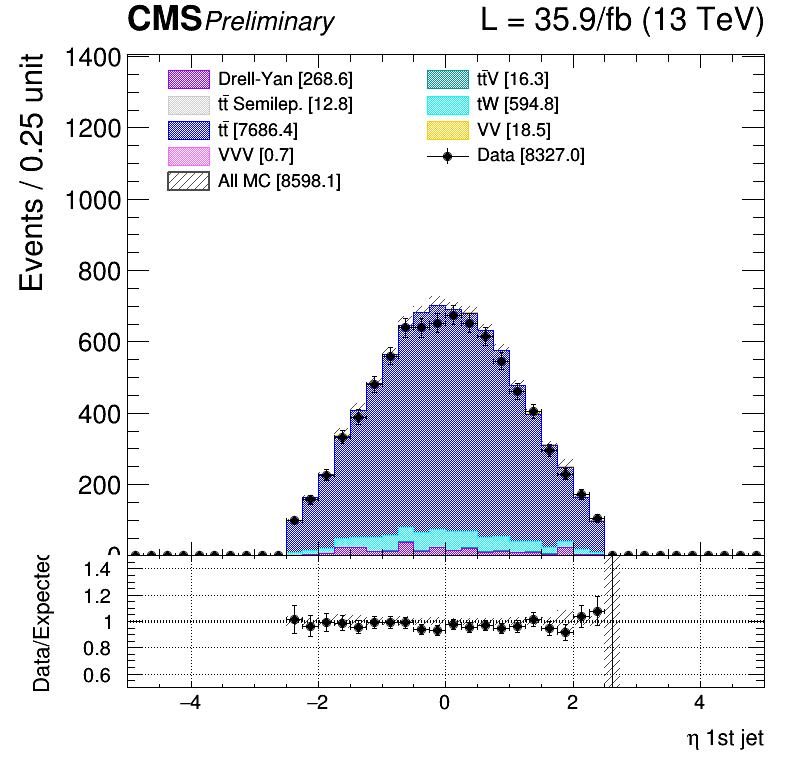 CMS Preliminary L = 35.9/fb (13 TeV)
Events / 0.25 unit
1400
1200
1000
800
600
400
200
0
Drell-Yan [268.6]
tt̄ Semilep. [12.8]
tt̄ [7686.4]
VVV [0.7]
All MC [8598.1]
tt̄V [16.3]
tW [594.8]
VV [18.5]
Data [8327.0]
Data/Expected
1.4
1.2
1
0.8
0.6
−4 −2 0 2 4
η 1st jet